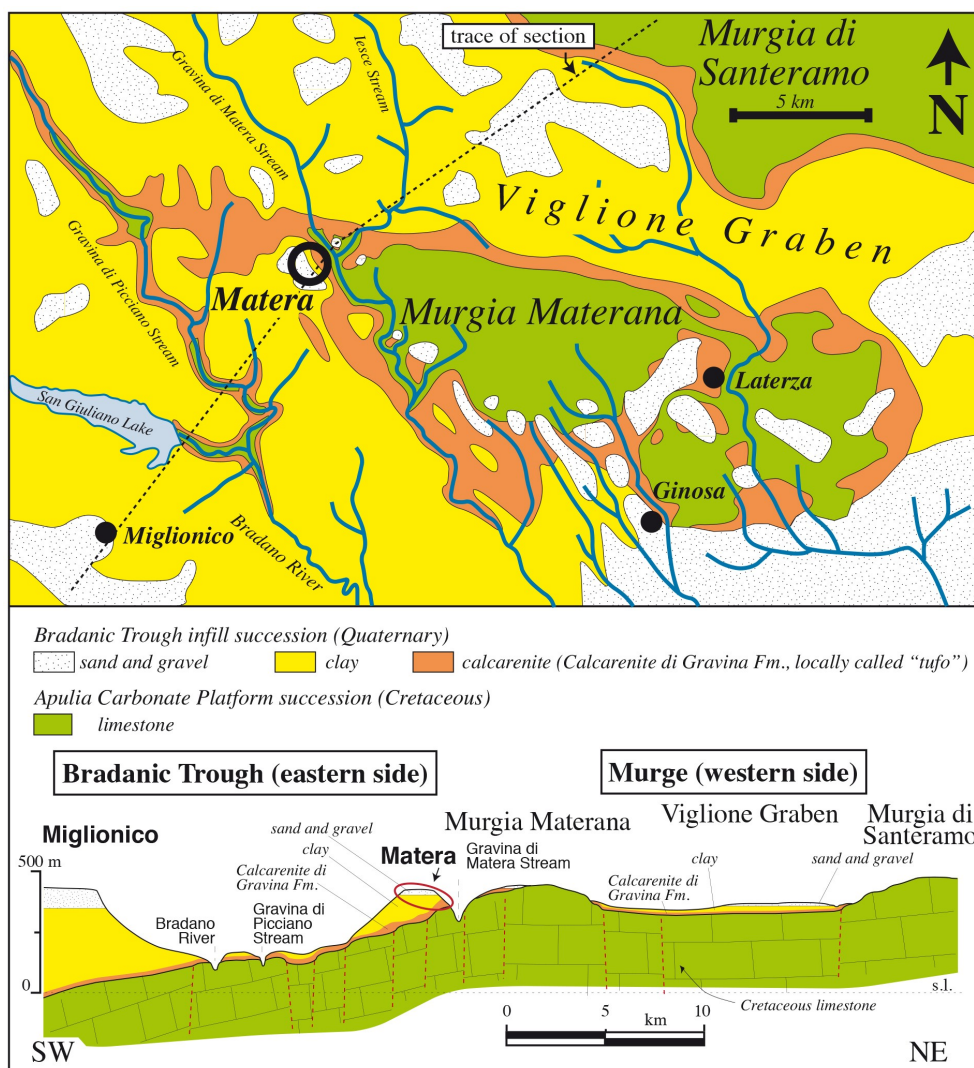 trace of section
Murgia di
Santeramo
5 km
N
Gravina di Matera Stream
Iesce Stream
Viglione Graben
Gravina di Picciano Stream
Matera
Murgia Materana
Laterza
San Giuliano Lake
Ginosa
Miglionico
Bradano River
Bradanic Trough infill succession (Quaternary)
sand and gravel clay calcarenite (Calcarenite di Gravina Fm., locally called “tufo”)
Apulia Carbonate Platform succession (Cretaceous)
limestone
Bradanic Trough (eastern side) Murge (western side)
Miglionico
sand and gravel
clay
Calcarenite di
Gravina Fm.
Matera
Murgia Materana
Gravina di
Matera Stream
Viglione Graben
Murgia di
Santeramo
500 m
Bradano
River
Gravina di
Picciano
Stream
Calcarenite di
Gravina Fm.
clay
sand and gravel
0
s.l.
Cretaceous limestone
0 5 10
km
SW NE